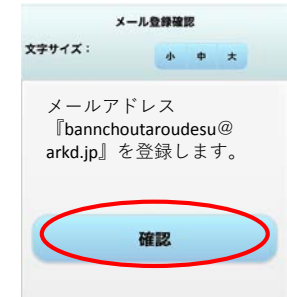 メール登録確認
文字サイズ：
小 中 大
メールアドレス
『bannchoutaroudesu@
arkd.jp』を登録します。
確認